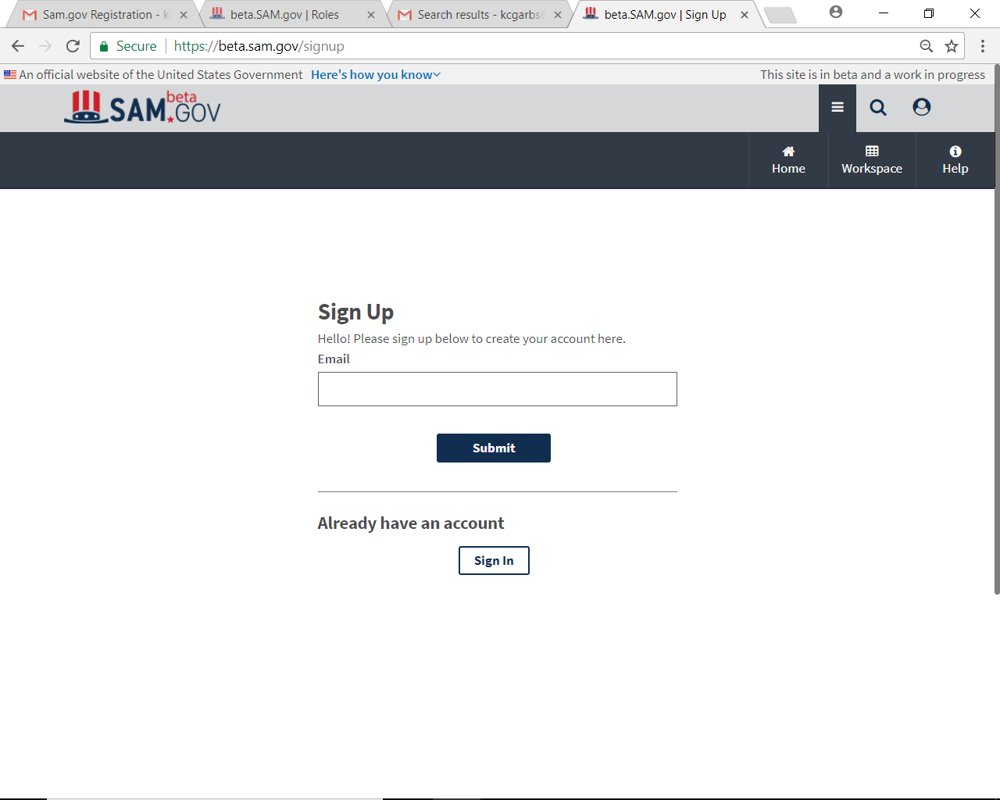 Sam.gov Registration - k
beta.SAM.gov | Roles
Search results - kcgarbs
beta.SAM.gov | Sign Up
Secure
https://beta.sam.gov/signup
An official website of the United States Government Here's how you know
This site is in beta and a work in progress
SAM.GOV beta
Home
Workspace
Help
Sign Up
Hello! Please sign up below to create your account here.
Email
Submit
Already have an account
Sign In